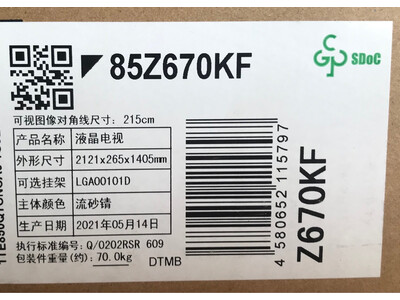 85Z670KF
CGP SDoC
可视图像对角线尺寸: 215cm
产品名称 液晶电视
外形尺寸 2121x265x1405mm
可选挂架 LGA00101D
主体颜色 流砂锖
生产日期 2021年05月14日
执行标准编号: Q/0202RSR 609
包装件重量(约): 70.0kg
DTMB
4 580652 115797
Z670KF